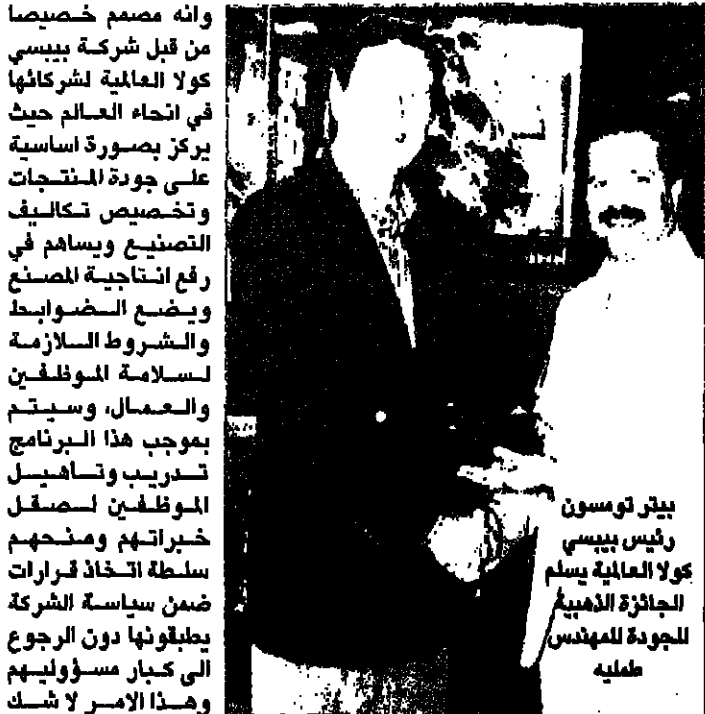 وانه مصمم خصيصا
من قبل شركة بيبسي
كولا العالمية لشركائها
في انحاء العالم حيث
يركز بصورة اساسية
على جودة المنتجات
وتخصيص تكاليف
التصنيع ويساهم في
رفع انتاجية المصنع
ويضع الضوابط
والشروط اللازمة
لسلامة الموظفين
والعمال، وسيتم
بموجب هذا البرنامج
تدريب وتاهيل
الموظفين لصقل
خبراتهم ومنحهم
سلطة اتخاذ قرارات
ضمن سياسة الشركة
يطبقونها دون الرجوع
الى كبار مسؤوليهم
وهذا الامر لا شك
بيتر تومسون
رئيس بيبسي
كولا العالمية يسلم
الجائزة الذهبية
للجودة للمهندس
طمليه